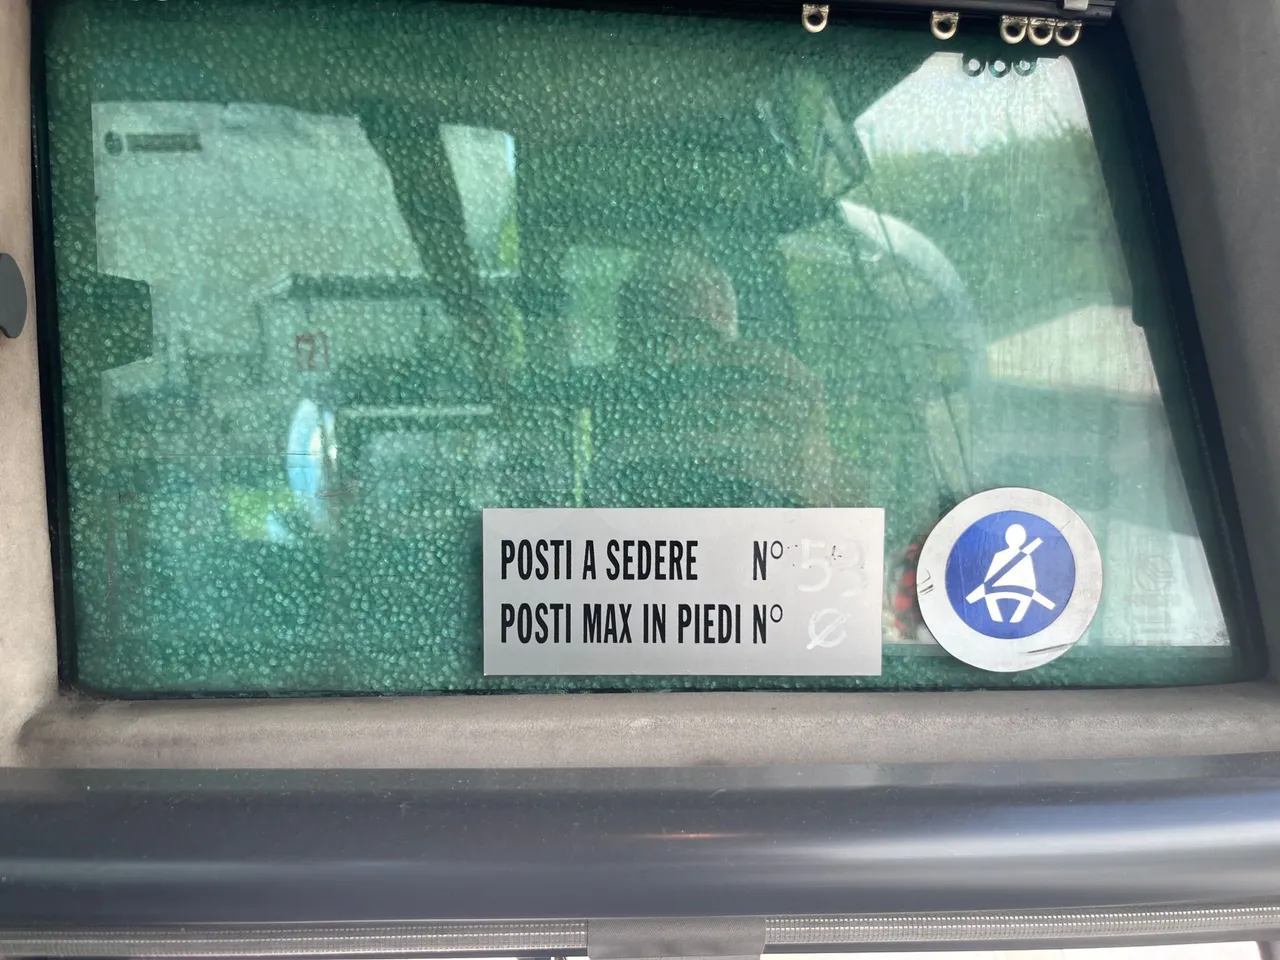 POSTI A SEDERE N° 53
POSTI MAX IN PIEDI N° Ø